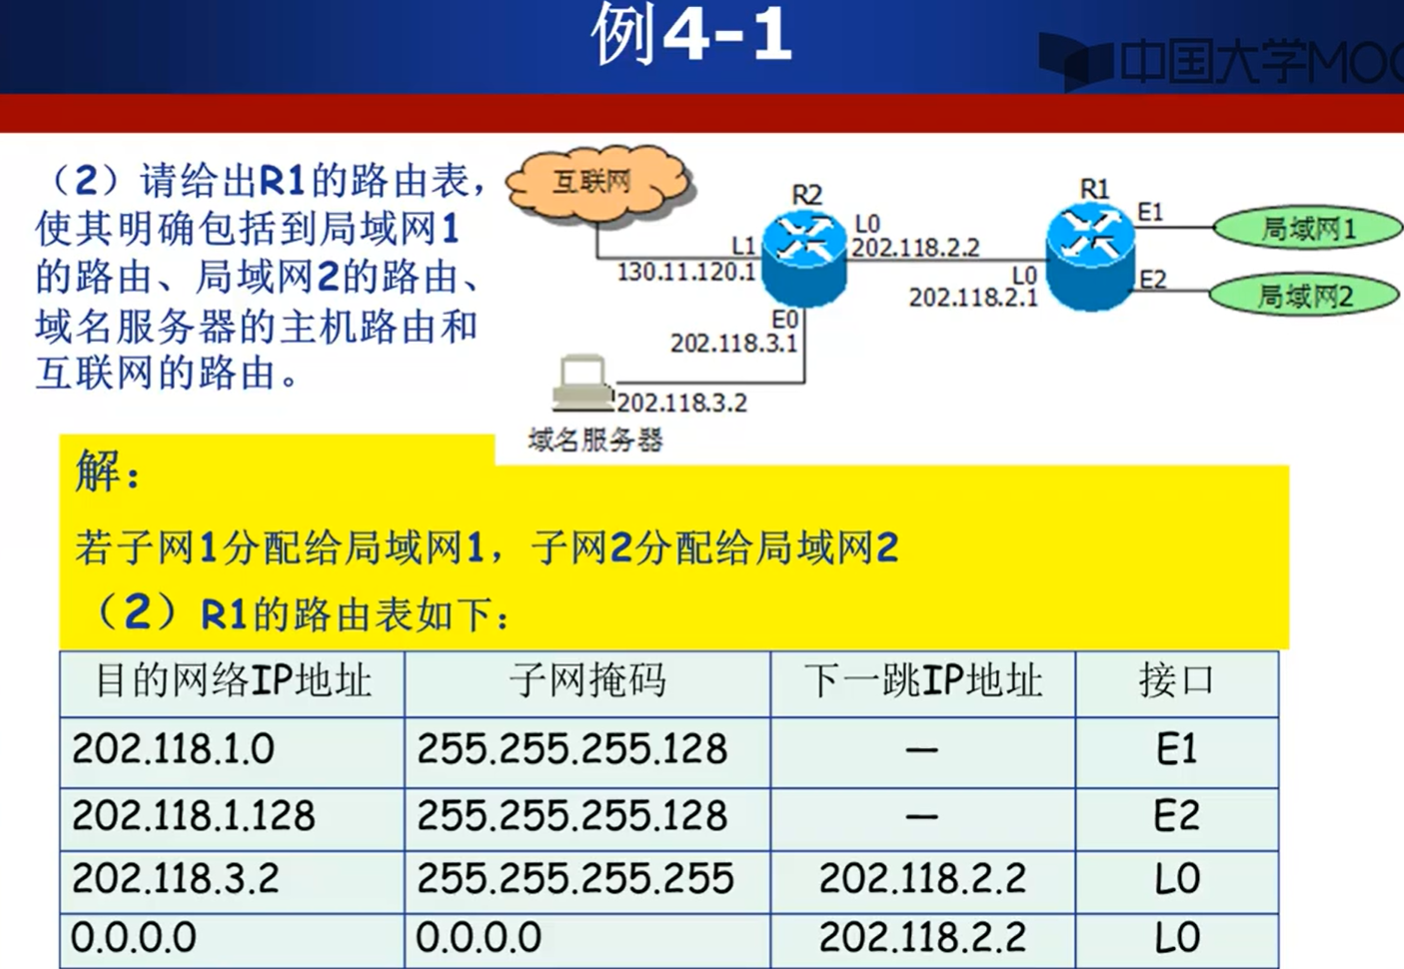 例4-1
中国大学MOO
（2）请给出R1的路由表，
使其明确包括到局域网1
的路由、局域网2的路由、
域名服务器的主机路由和
互联网的路由。
互联网
R2
R1
L1
130.11.120.1
L0
202.118.2.2
L0
202.118.2.1
E1
局域网1
E2
局域网2
E0
202.118.3.1
202.118.3.2
域名服务器
解：
若子网1分配给局域网1，子网2分配给局域网2
（2）R1的路由表如下：
目的网络IP地址 子网掩码 下一跳IP地址 接口
202.118.1.0 255.255.255.128 — E1
202.118.1.128 255.255.255.128 — E2
202.118.3.2 255.255.255.255 202.118.2.2 L0
0.0.0.0 0.0.0.0 202.118.2.2 L0